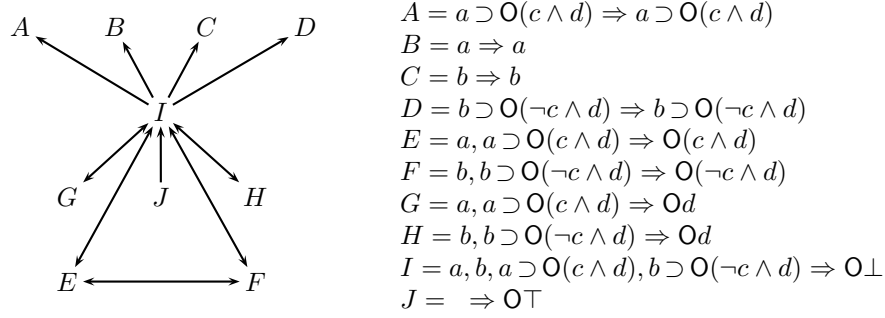 A B C D
I
G J H
E F
A = a ⊃ O(c ∧ d) ⇒ a ⊃ O(c ∧ d)
B = a ⇒ a
C = b ⇒ b
D = b ⊃ O(¬c ∧ d) ⇒ b ⊃ O(¬c ∧ d)
E = a, a ⊃ O(c ∧ d) ⇒ O(c ∧ d)
F = b, b ⊃ O(¬c ∧ d) ⇒ O(¬c ∧ d)
G = a, a ⊃ O(c ∧ d) ⇒ Od
H = b, b ⊃ O(¬c ∧ d) ⇒ Od
I = a, b, a ⊃ O(c ∧ d), b ⊃ O(¬c ∧ d) ⇒ O⊥
J = ⇒ O⊤